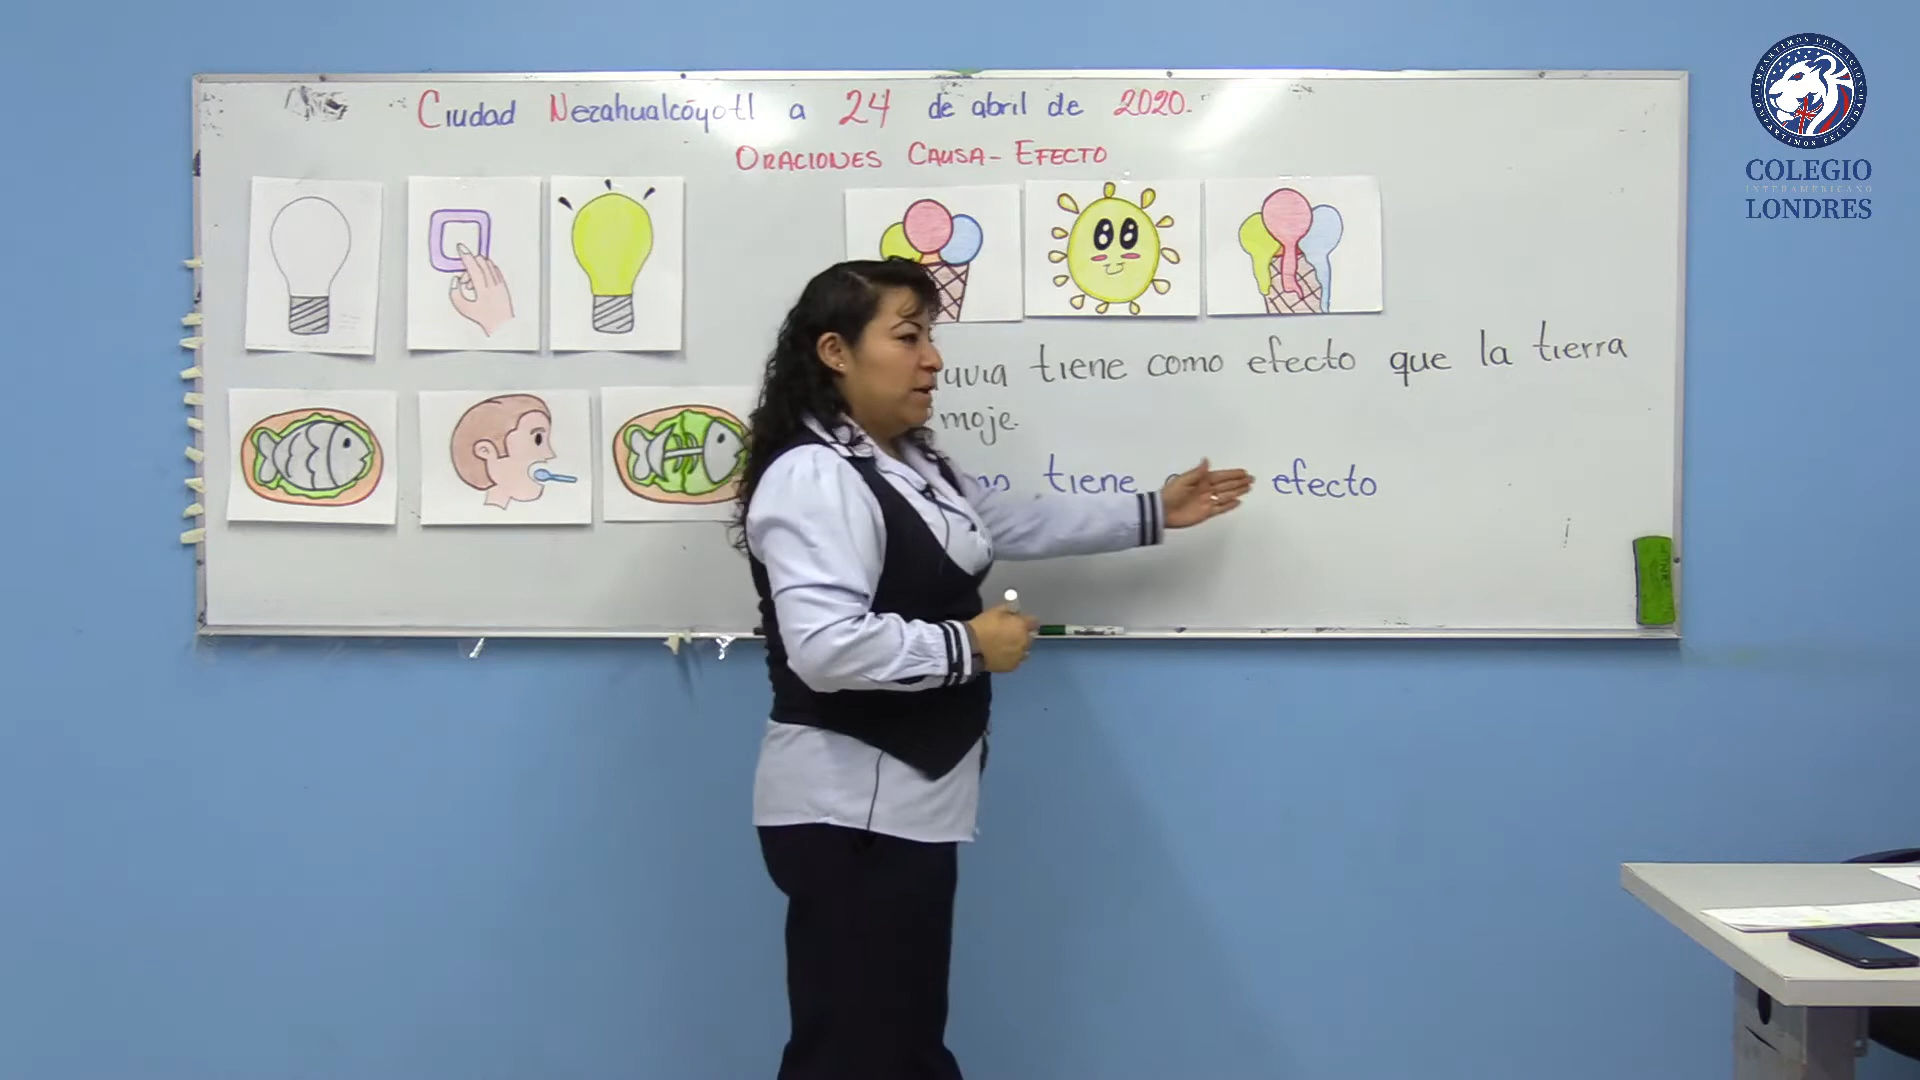 Ciudad Nezahualcóyotl a 24 de abril de 2020.
ORACIONES CAUSA-EFECTO
tiene como efecto que la tierra
moje.
tiene efecto
COLEGIO
INTERAMERICANO
LONDRES